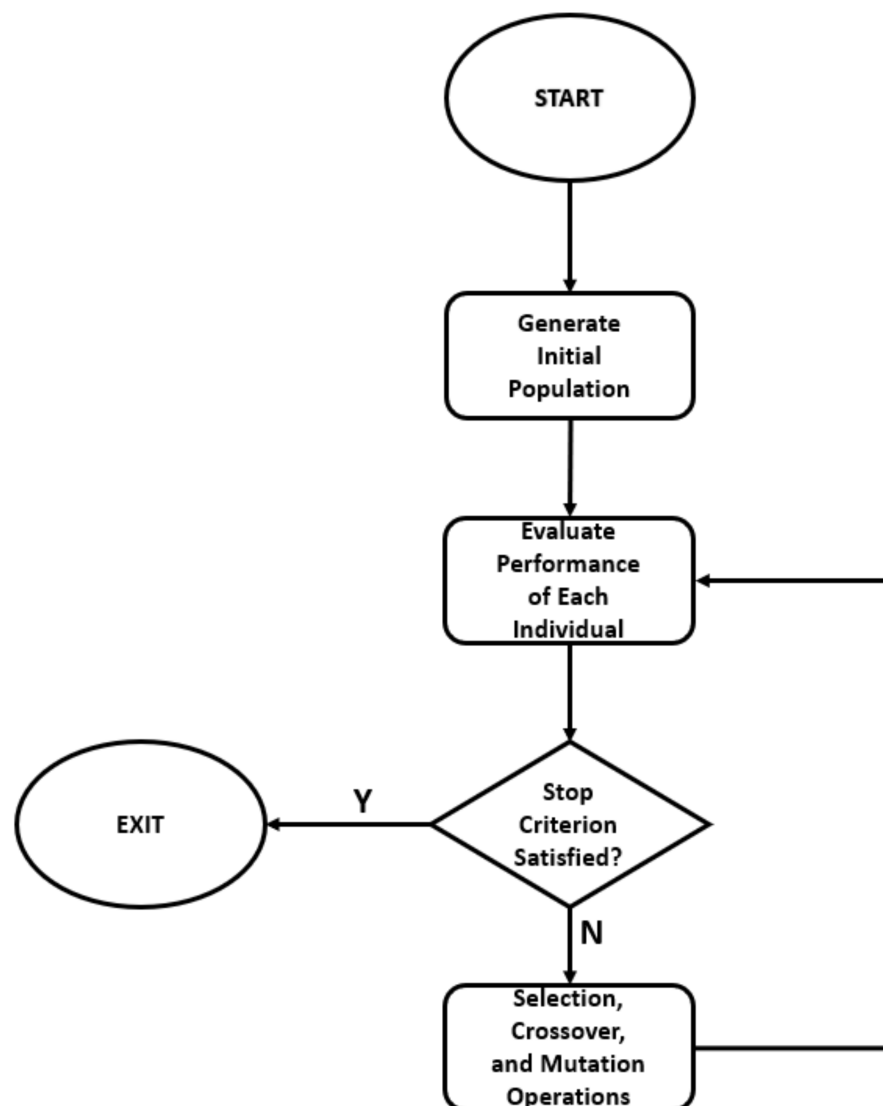 START
Generate
Initial
Population
Evaluate
Performance
of Each
Individual
Stop
Criterion
Satisfied?
Y
EXIT
N
Selection,
Crossover,
and Mutation
Operations